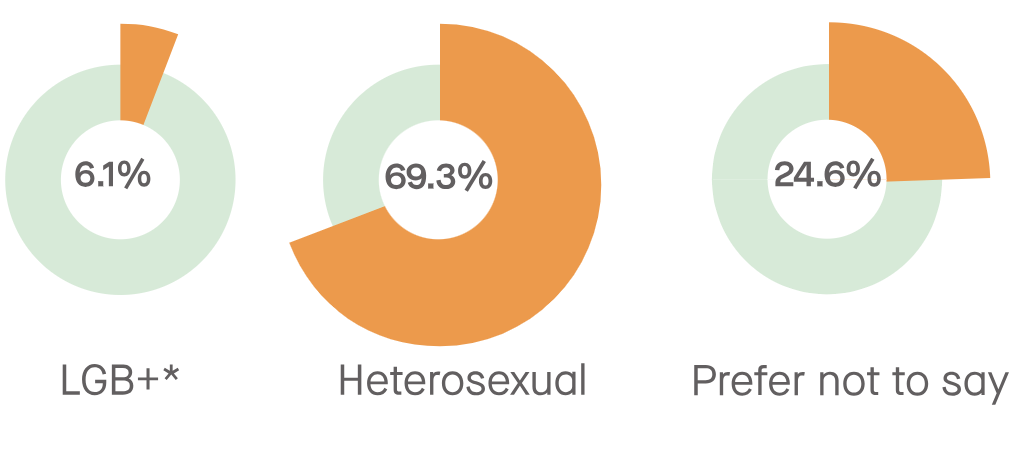 6.1%
69.3%
24.6%
LGB+*
Heterosexual
Prefer not to say